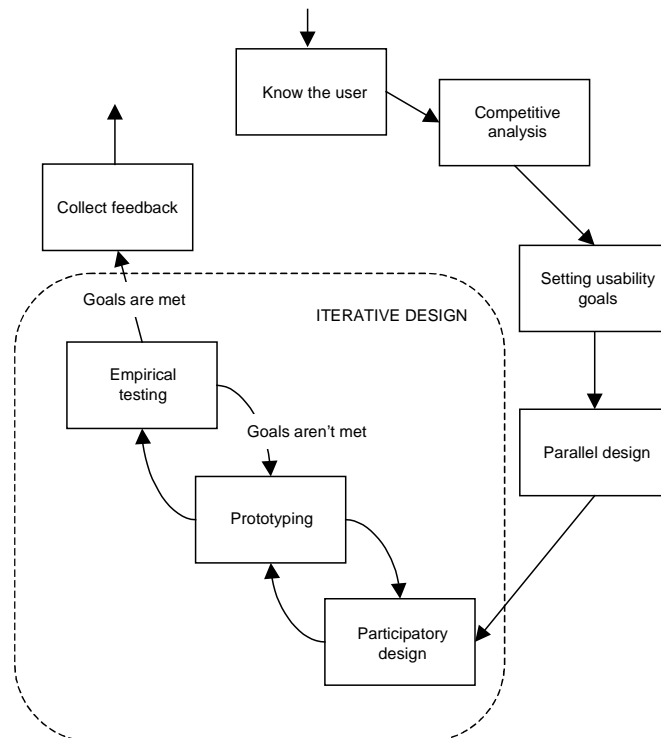 Know the user
Competitive
analysis
Collect feedback
Setting usability
goals
Goals are met
ITERATIVE DESIGN
Empirical
testing
Goals aren't met
Parallel design
Prototyping
Participatory
design